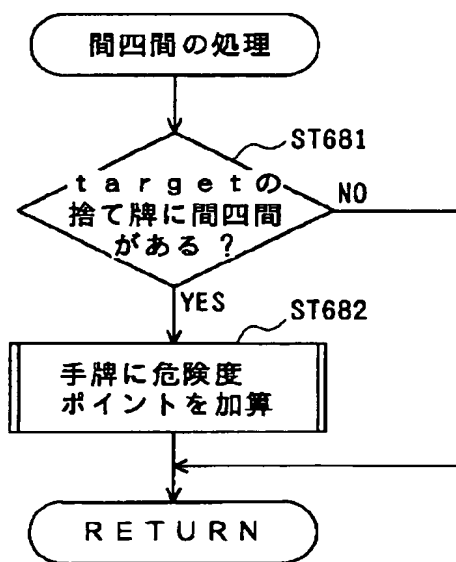 間四間の処理
ST681
targetの
捨て牌に間四間
がある?
NO
YES
ST682
手牌に危険度
ポイントを加算
RETURN